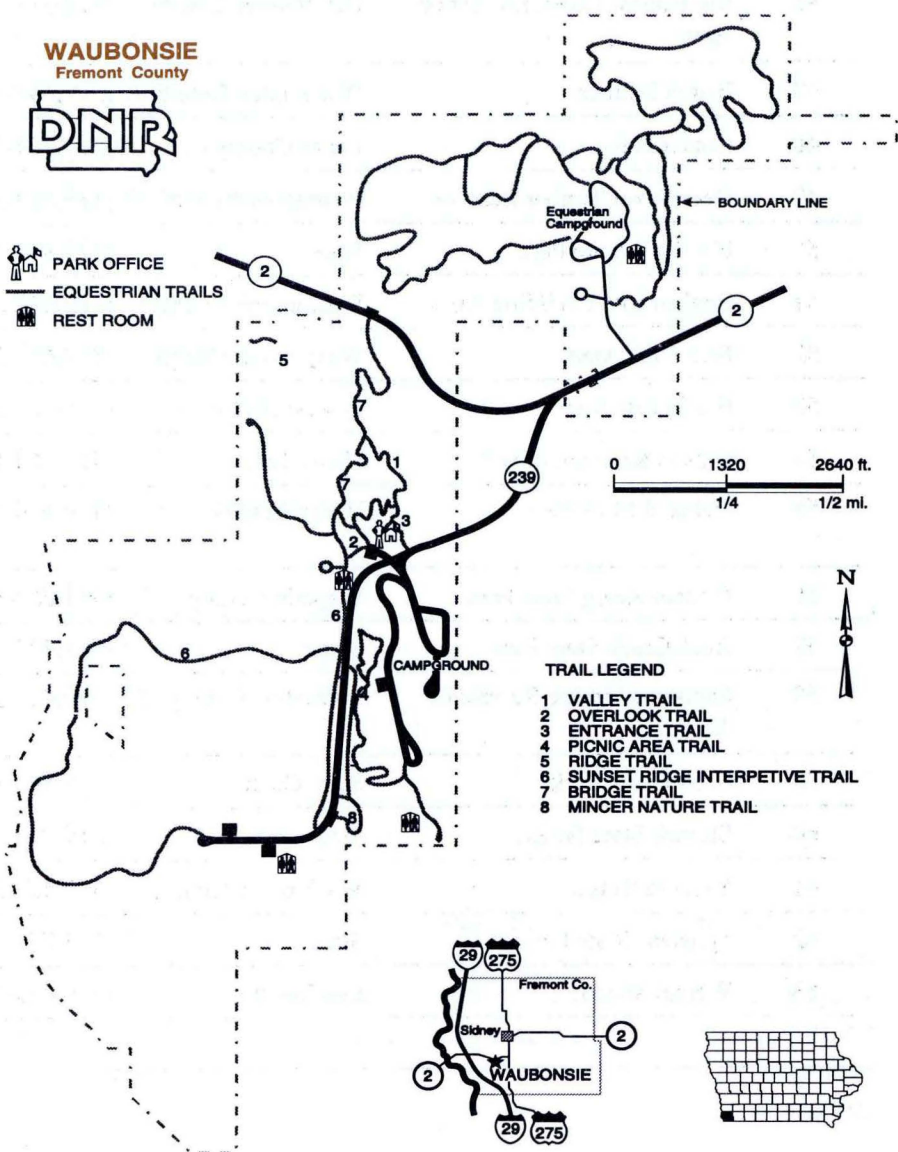 WAUBONSIE
Fremont County
DNR
PARK OFFICE
EQUESTRIAN TRAILS
REST ROOM
Equestrian
Campground
BOUNDARY LINE
2
2
5
7
1
7
3
2
239
0 1320 2640 ft.
1/4 1/2 mi.
N
6
6
CAMPGROUND
4
8
TRAIL LEGEND
1 VALLEY TRAIL
2 OVERLOOK TRAIL
3 ENTRANCE TRAIL
4 PICNIC AREA TRAIL
5 RIDGE TRAIL
6 SUNSET RIDGE INTERPETIVE TRAIL
7 BRIDGE TRAIL
8 MINCER NATURE TRAIL
29 275
Fremont Co.
Sidney
2
2
WAUBONSIE
29 275